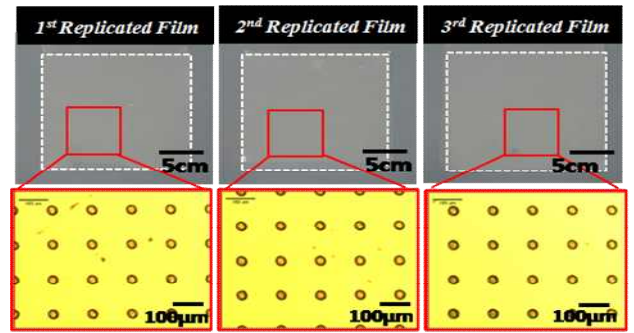 1st Replicated Film
2nd Replicated Film
3rd Replicated Film
5cm
5cm
5cm
100μm
100μm
100μm